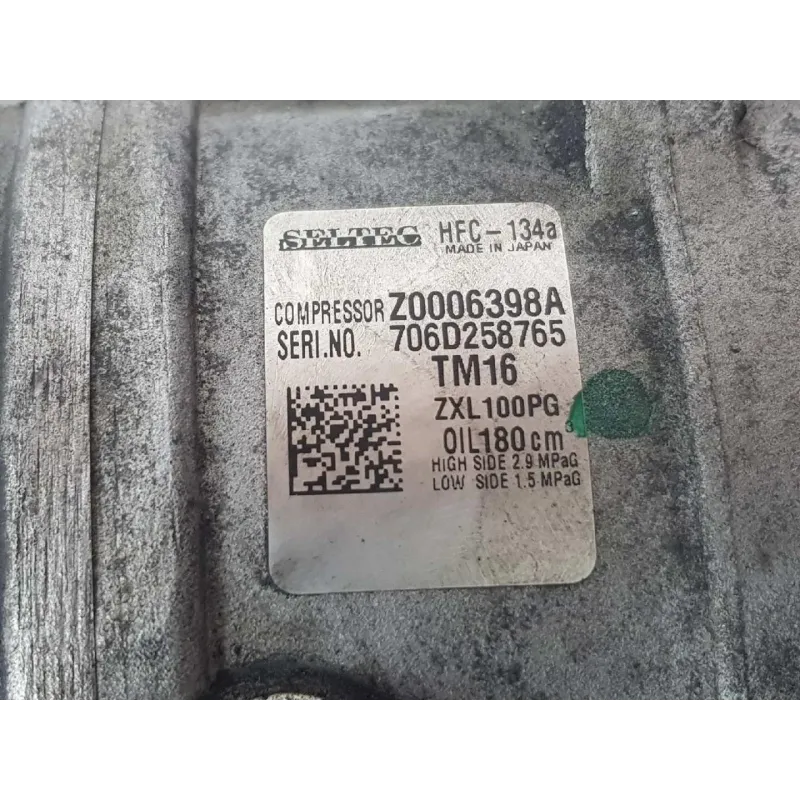 SELTEC HFC-134a
MADE IN JAPAN
COMPRESSOR Z0006398A
SERI.NO. 706D258765
TM16
ZXL100PG
OIL180cm3
HIGH SIDE 2.9 MPaG
LOW SIDE 1.5 MPaG